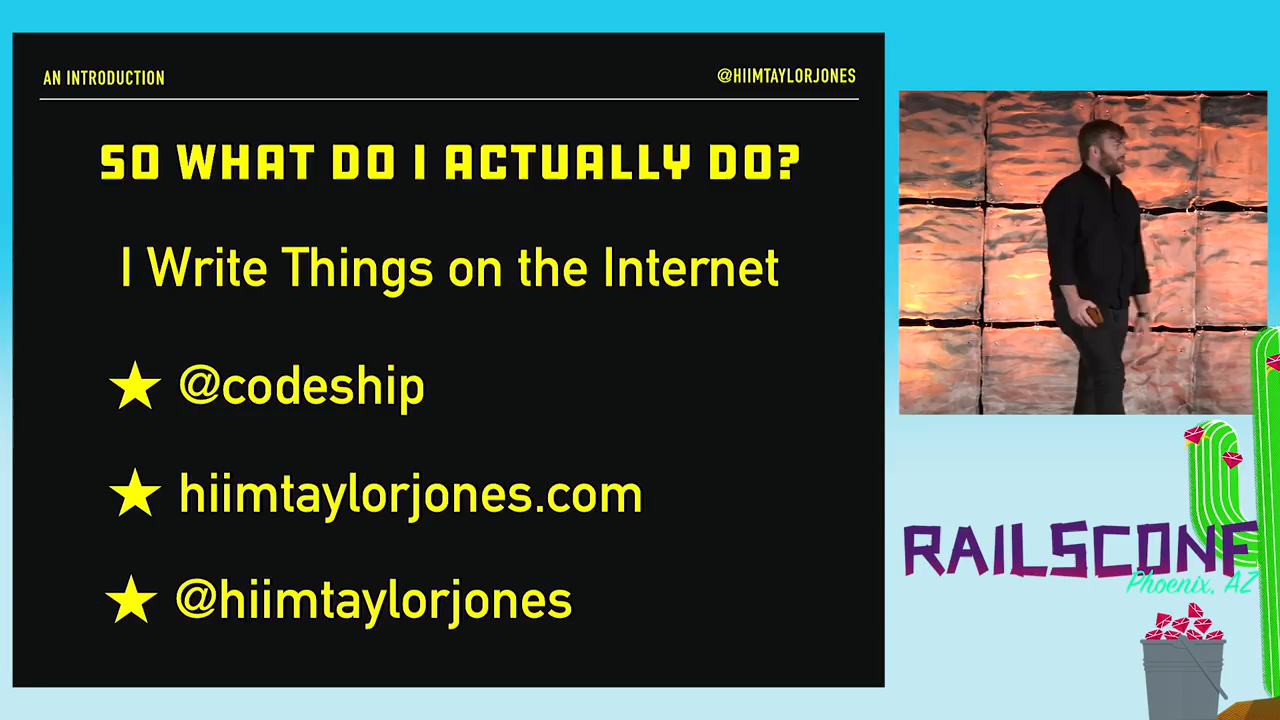 AN INTRODUCTION
@HIIMTAYLORJONES
SO WHAT DO I ACTUALLY DO?
I Write Things on the Internet
★ @codeship
★ hiimtaylorjones.com
★ @hiimtaylorjones
RAILSCONF
Phoenix, AZ